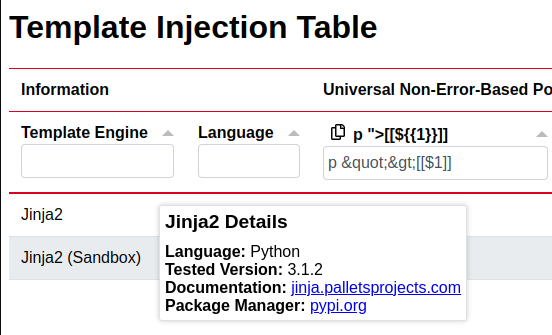 Template Injection Table
Information Universal Non-Error-Based Po
Template Engine Language p ">[[${{1}}]]
p &quot;&gt;[[$1]]
Jinja2
Jinja2 (Sandbox)
Jinja2 Details
Language: Python
Tested Version: 3.1.2
Documentation: jinja.palletsprojects.com
Package Manager: pypi.org